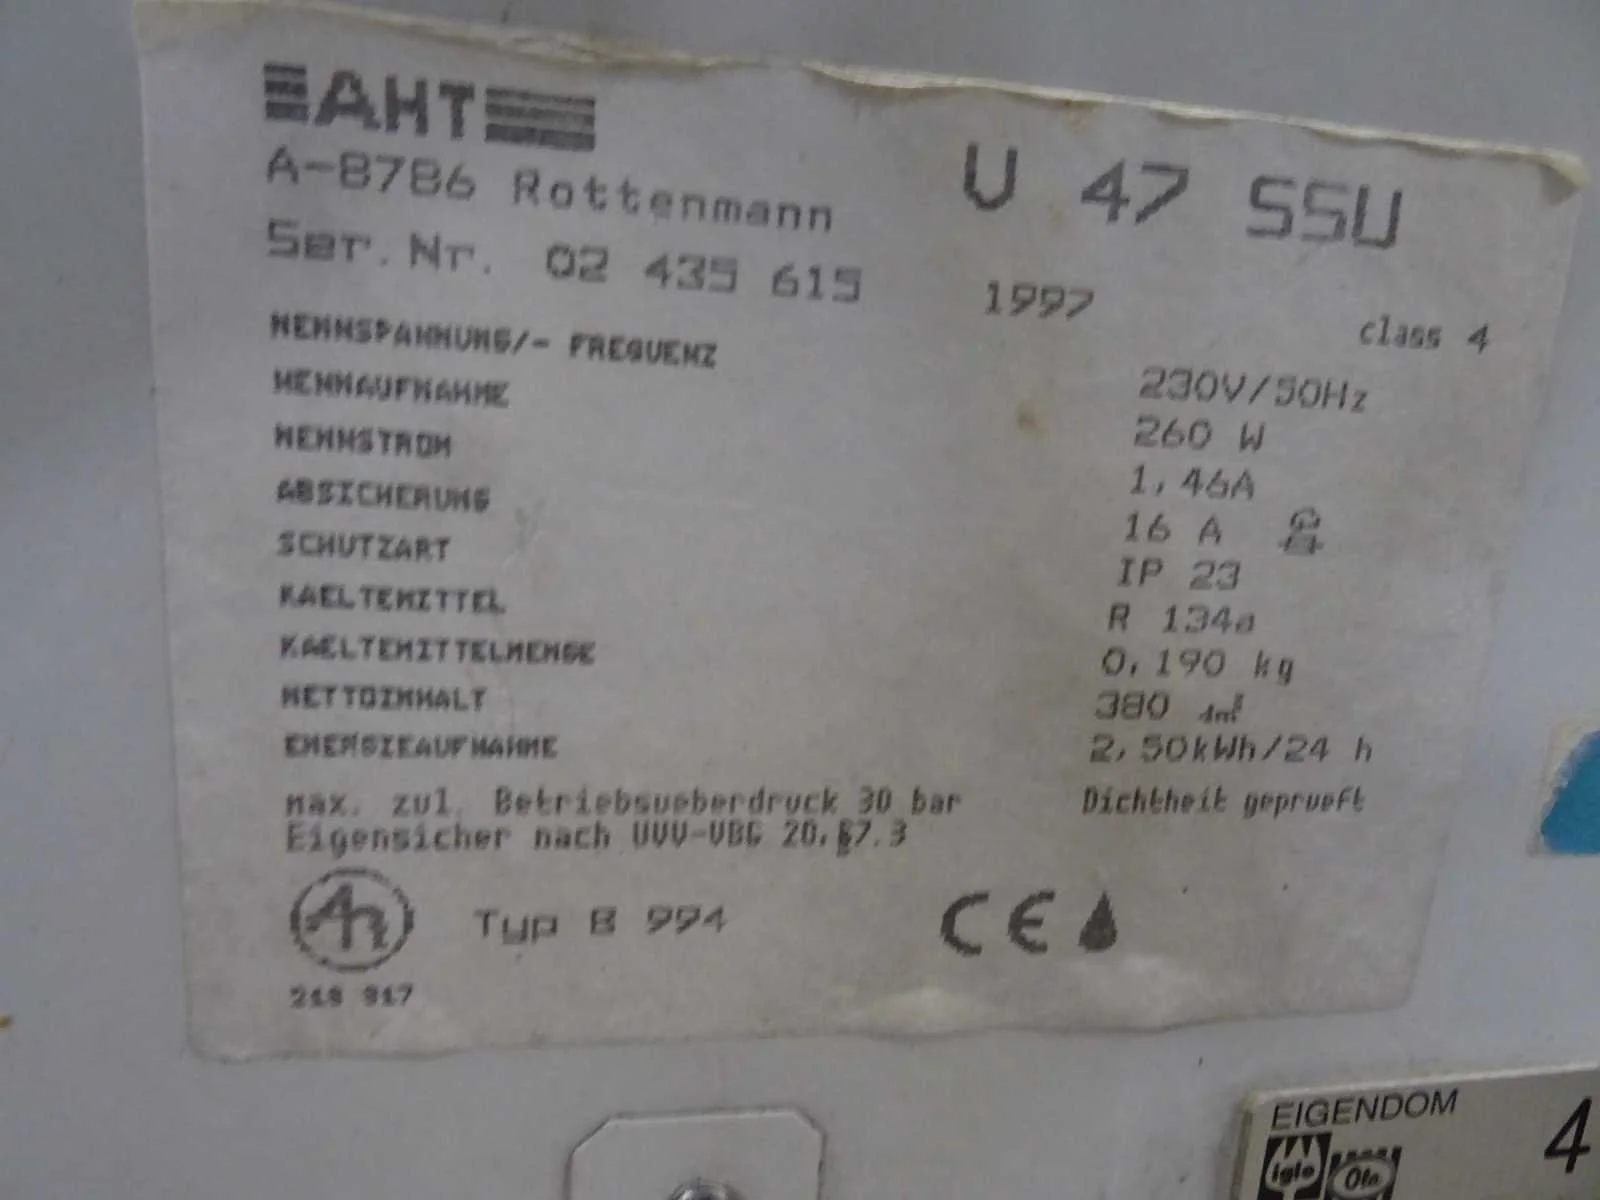 AHT
A-8786 Rottenmann
V 47 SSU
Ser.Nr. 02 435 615
1997
class 4
NENNSPANNUNG/- FREQUENZ 230V/50Hz
NENNAUFNAHME 260 W
NENNSTROM 1,46A
ABSICHERUNG 16 A
SCHUTZART IP 23
KAELTEMITTEL R 134a
KAELTEMITTELMENGE 0,190 kg
NETTOINHALT 380 dm³
ENERGIEAUFNAHME 2,50kWh/24 h
max. zul. Betriebsueberdruck 30 bar Dichtheit geprueft
Eigensicher nach UVV-VBG 20,§7.3
Typ B 994
CE
218 817
EIGENDOM
4
iglo Ola